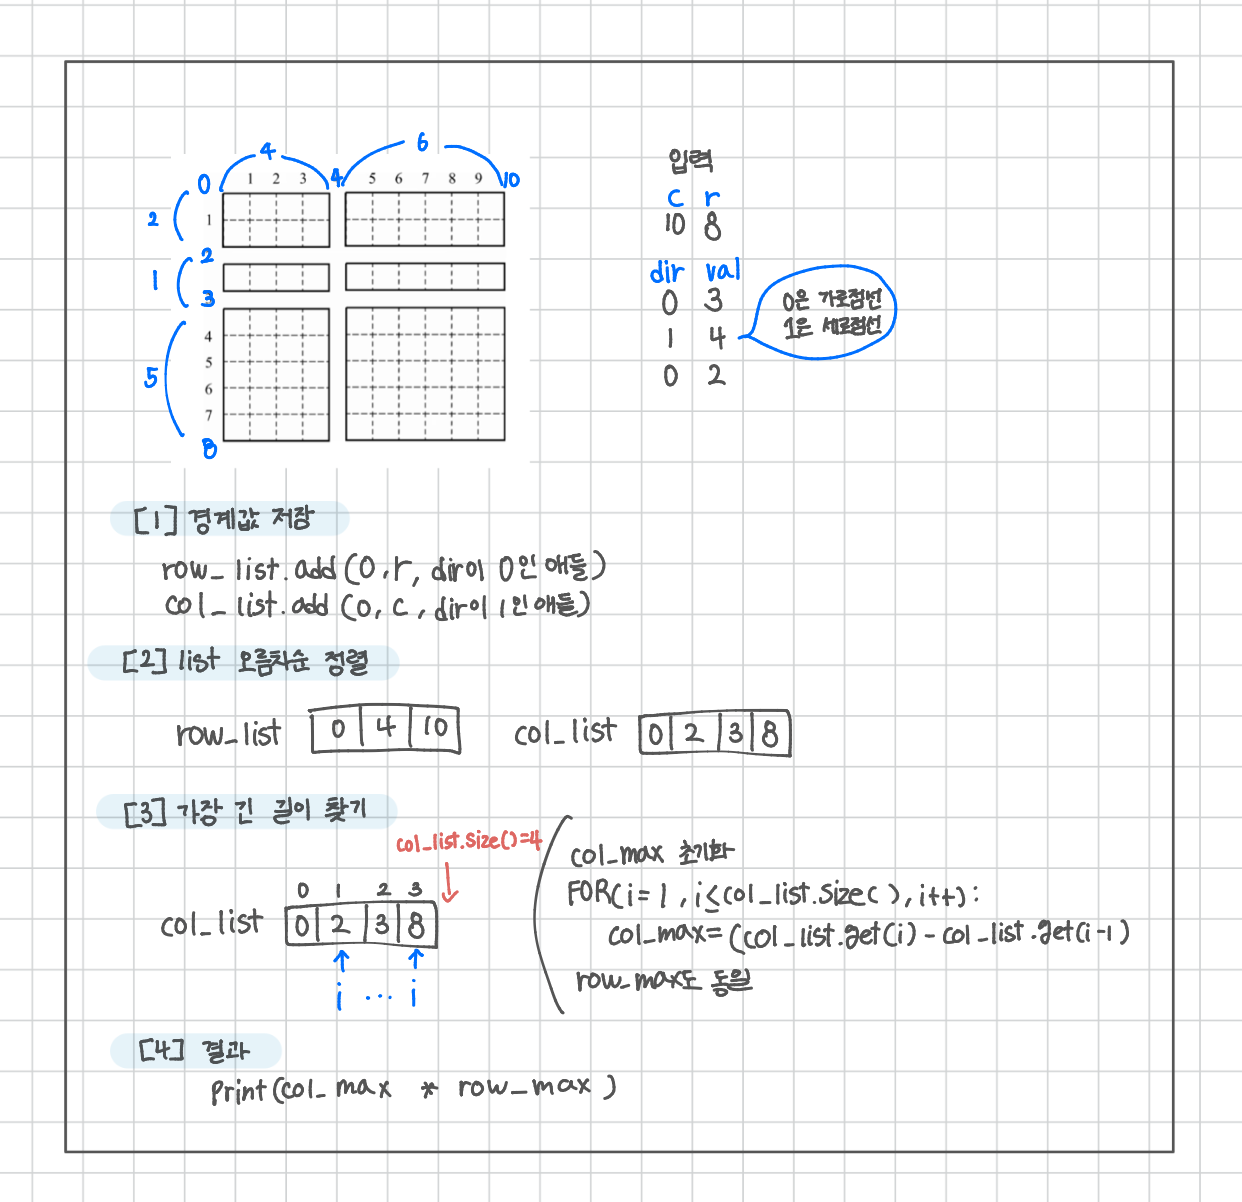 4 6
0 1 2 3 4 5 6 7 8 9 10
2 1
2
1
3
4
5
5 6
7
8
입력
c r
10 8
dir val
0 3
1 4
0 2
0은 가로점선
1은 세로점선
[1] 경계값 저장
row_list.add(0,r, dir이 0인 애들)
col_list.add(0, c, dir이 1인 애들)
[2] list 오름차순 정렬
row_list 0 4 10 col_list 0 2 3 8
[3] 가장 긴 길이 찾기
col_list.size()=4
0 1 2 3
col_list 0 2 3 8
i ... i
col_max 초기화
FOR(i=1, i≤col_list.size(), i++):
col_max=(col_list.get(i)-col_list.get(i-1)
row_max도 동일
[4] 결과
Print(col_max * row_max)